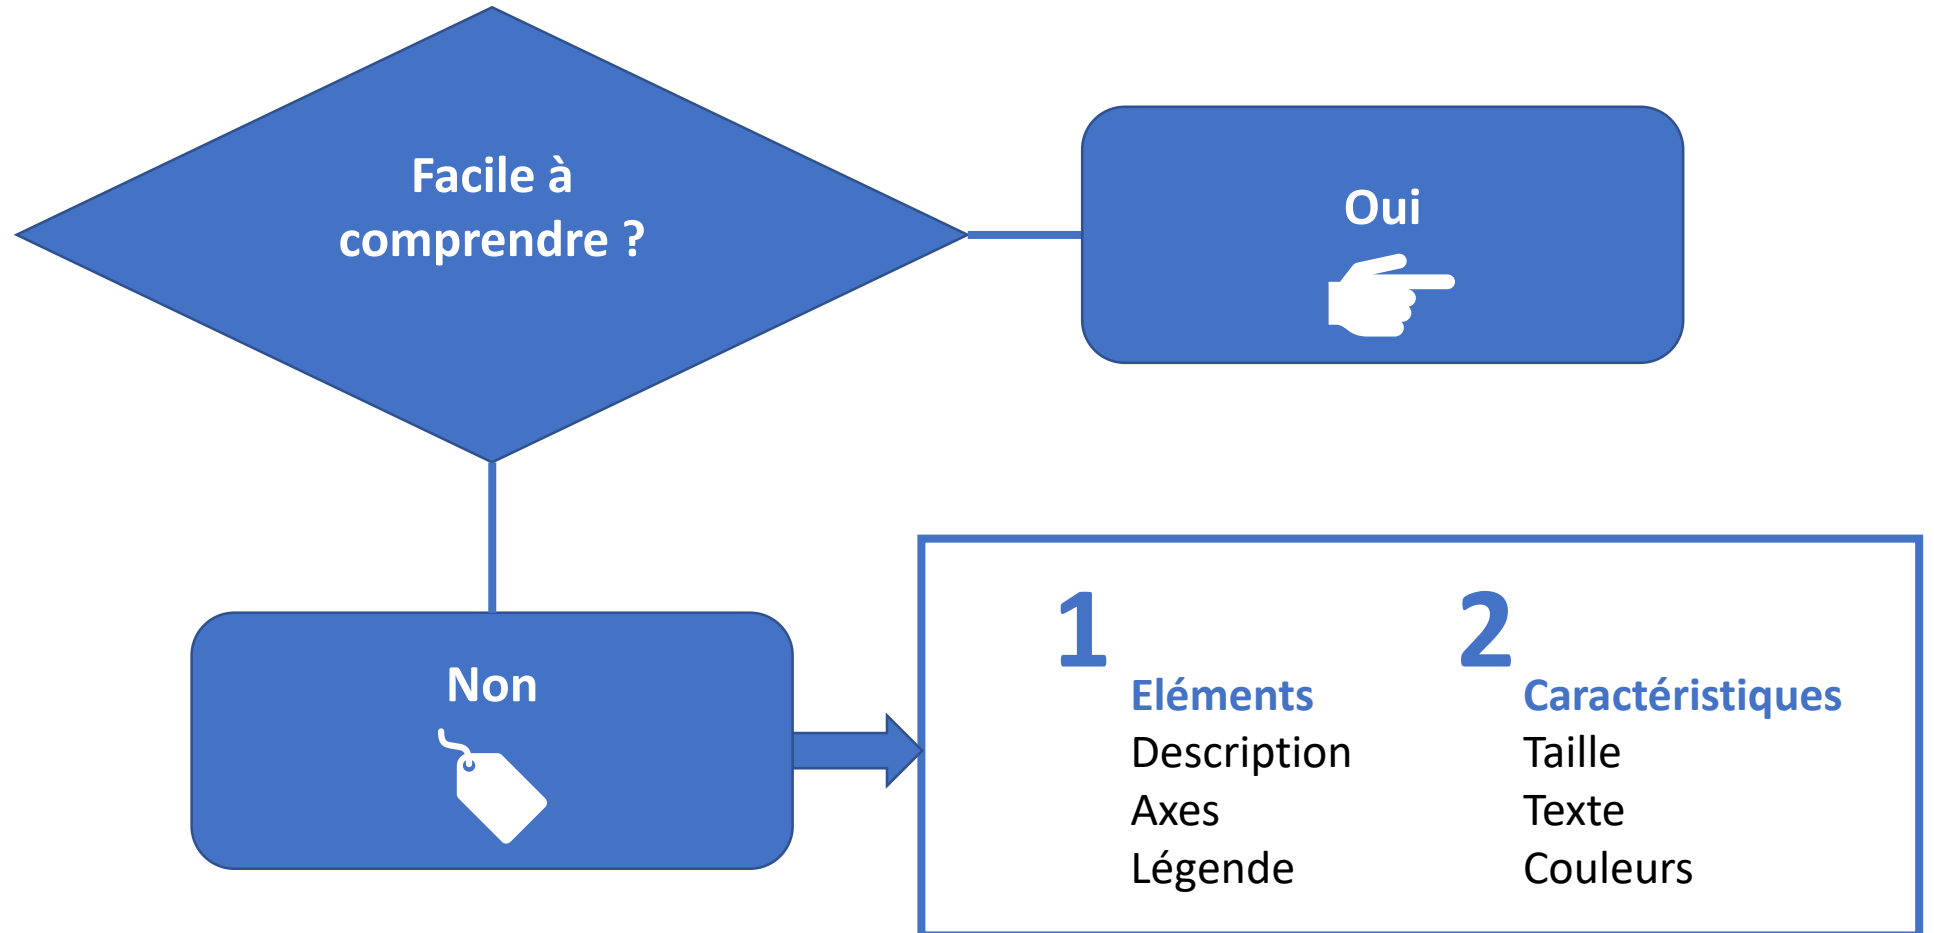 Facile à
comprendre ?
Oui
Non
1
Eléments
Description
Axes
Légende
2
Caractéristiques
Taille
Texte
Couleurs